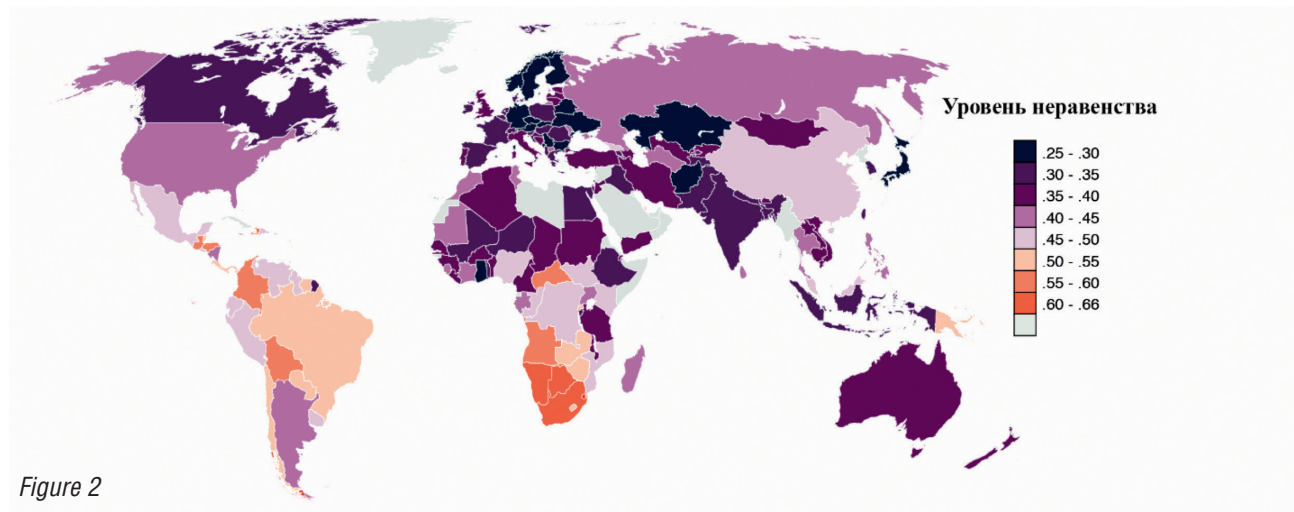 Уровень неравенства
.25 - .30
.30 - .35
.35 - .40
.40 - .45
.45 - .50
.50 - .55
.55 - .60
.60 - .66
Figure 2